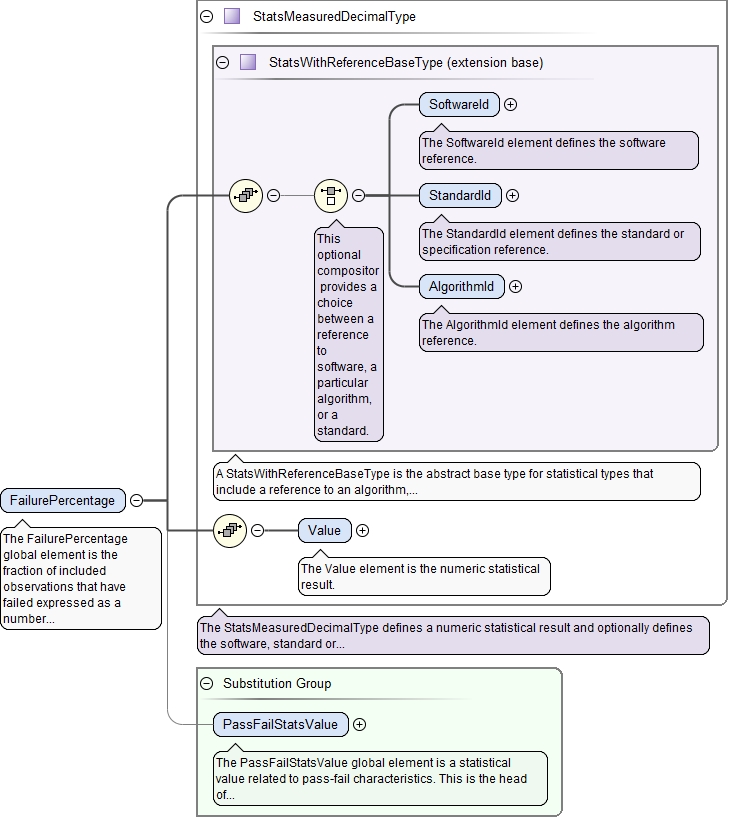 StatsMeasuredDecimalType
StatsWithReferenceBaseType (extension base)
SoftwareId
The SoftwareId element defines the software
reference.
StandardId
The StandardId element defines the standard or
specification reference.
AlgorithmId
The AlgorithmId element defines the algorithm
reference.
This
optional
compositor
provides a
choice
between a
reference
to
software, a
particular
algorithm,
or a
standard.
A StatsWithReferenceBaseType is the abstract base type for statistical types that
include a reference to an algorithm,...
FailurePercentage
The FailurePercentage
global element is the
fraction of included
observations that have
failed expressed as a
number...
Value
The Value element is the numeric statistical
result.
The StatsMeasuredDecimalType defines a numeric statistical result and optionally defines
the software, standard or...
Substitution Group
PassFailStatsValue
The PassFailStatsValue global element is a statistical
value related to pass-fail characteristics. This is the head
of...